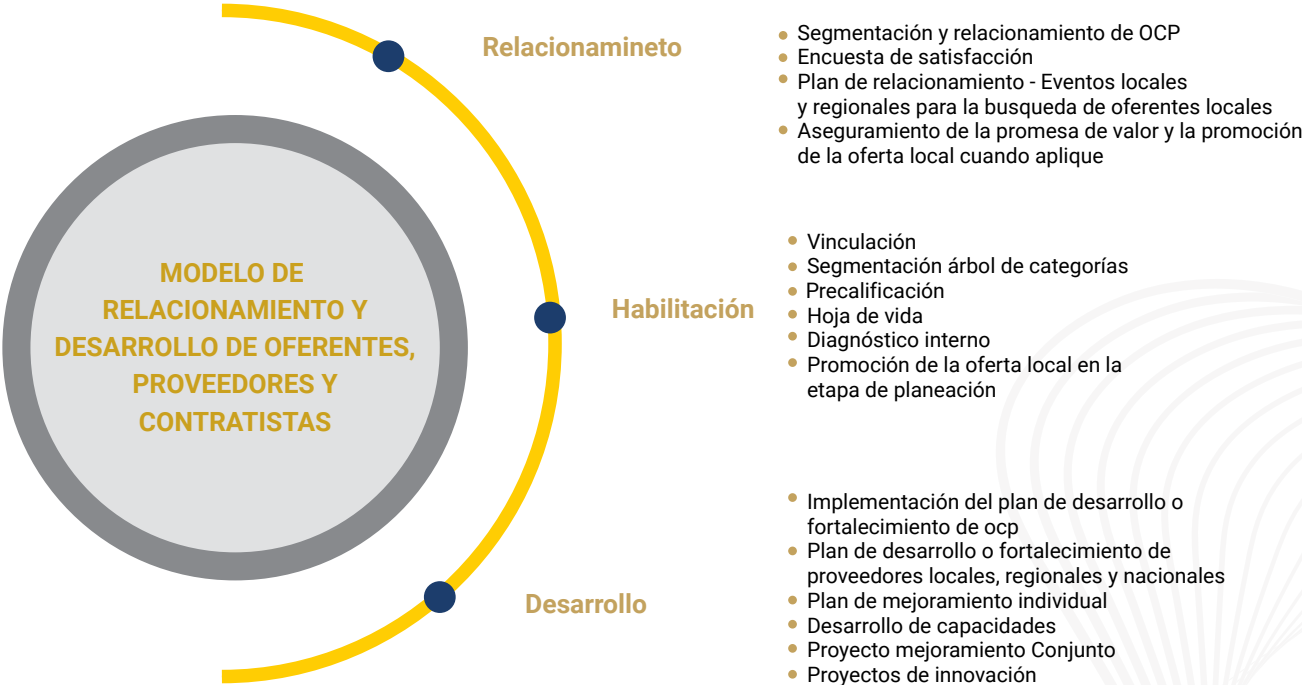 MODELO DE
RELACIONAMIENTO Y
DESARROLLO DE OFERENTES,
PROVEEDORES Y
CONTRATISTAS
Relacionamineto
Segmentación y relacionamiento de OCP
Encuesta de satisfacción
Plan de relacionamiento - Eventos locales
y regionales para la busqueda de oferentes locales
Aseguramiento de la promesa de valor y la promoción
de la oferta local cuando aplique
Habilitación
Vinculación
Segmentación árbol de categorías
Precalificación
Hoja de vida
Diagnóstico interno
Promoción de la oferta local en la
etapa de planeación
Desarrollo
Implementación del plan de desarrollo o
fortalecimiento de ocp
Plan de desarrollo o fortalecimiento de
proveedores locales, regionales y nacionales
Plan de mejoramiento individual
Desarrollo de capacidades
Proyecto mejoramiento Conjunto
Proyectos de innovación